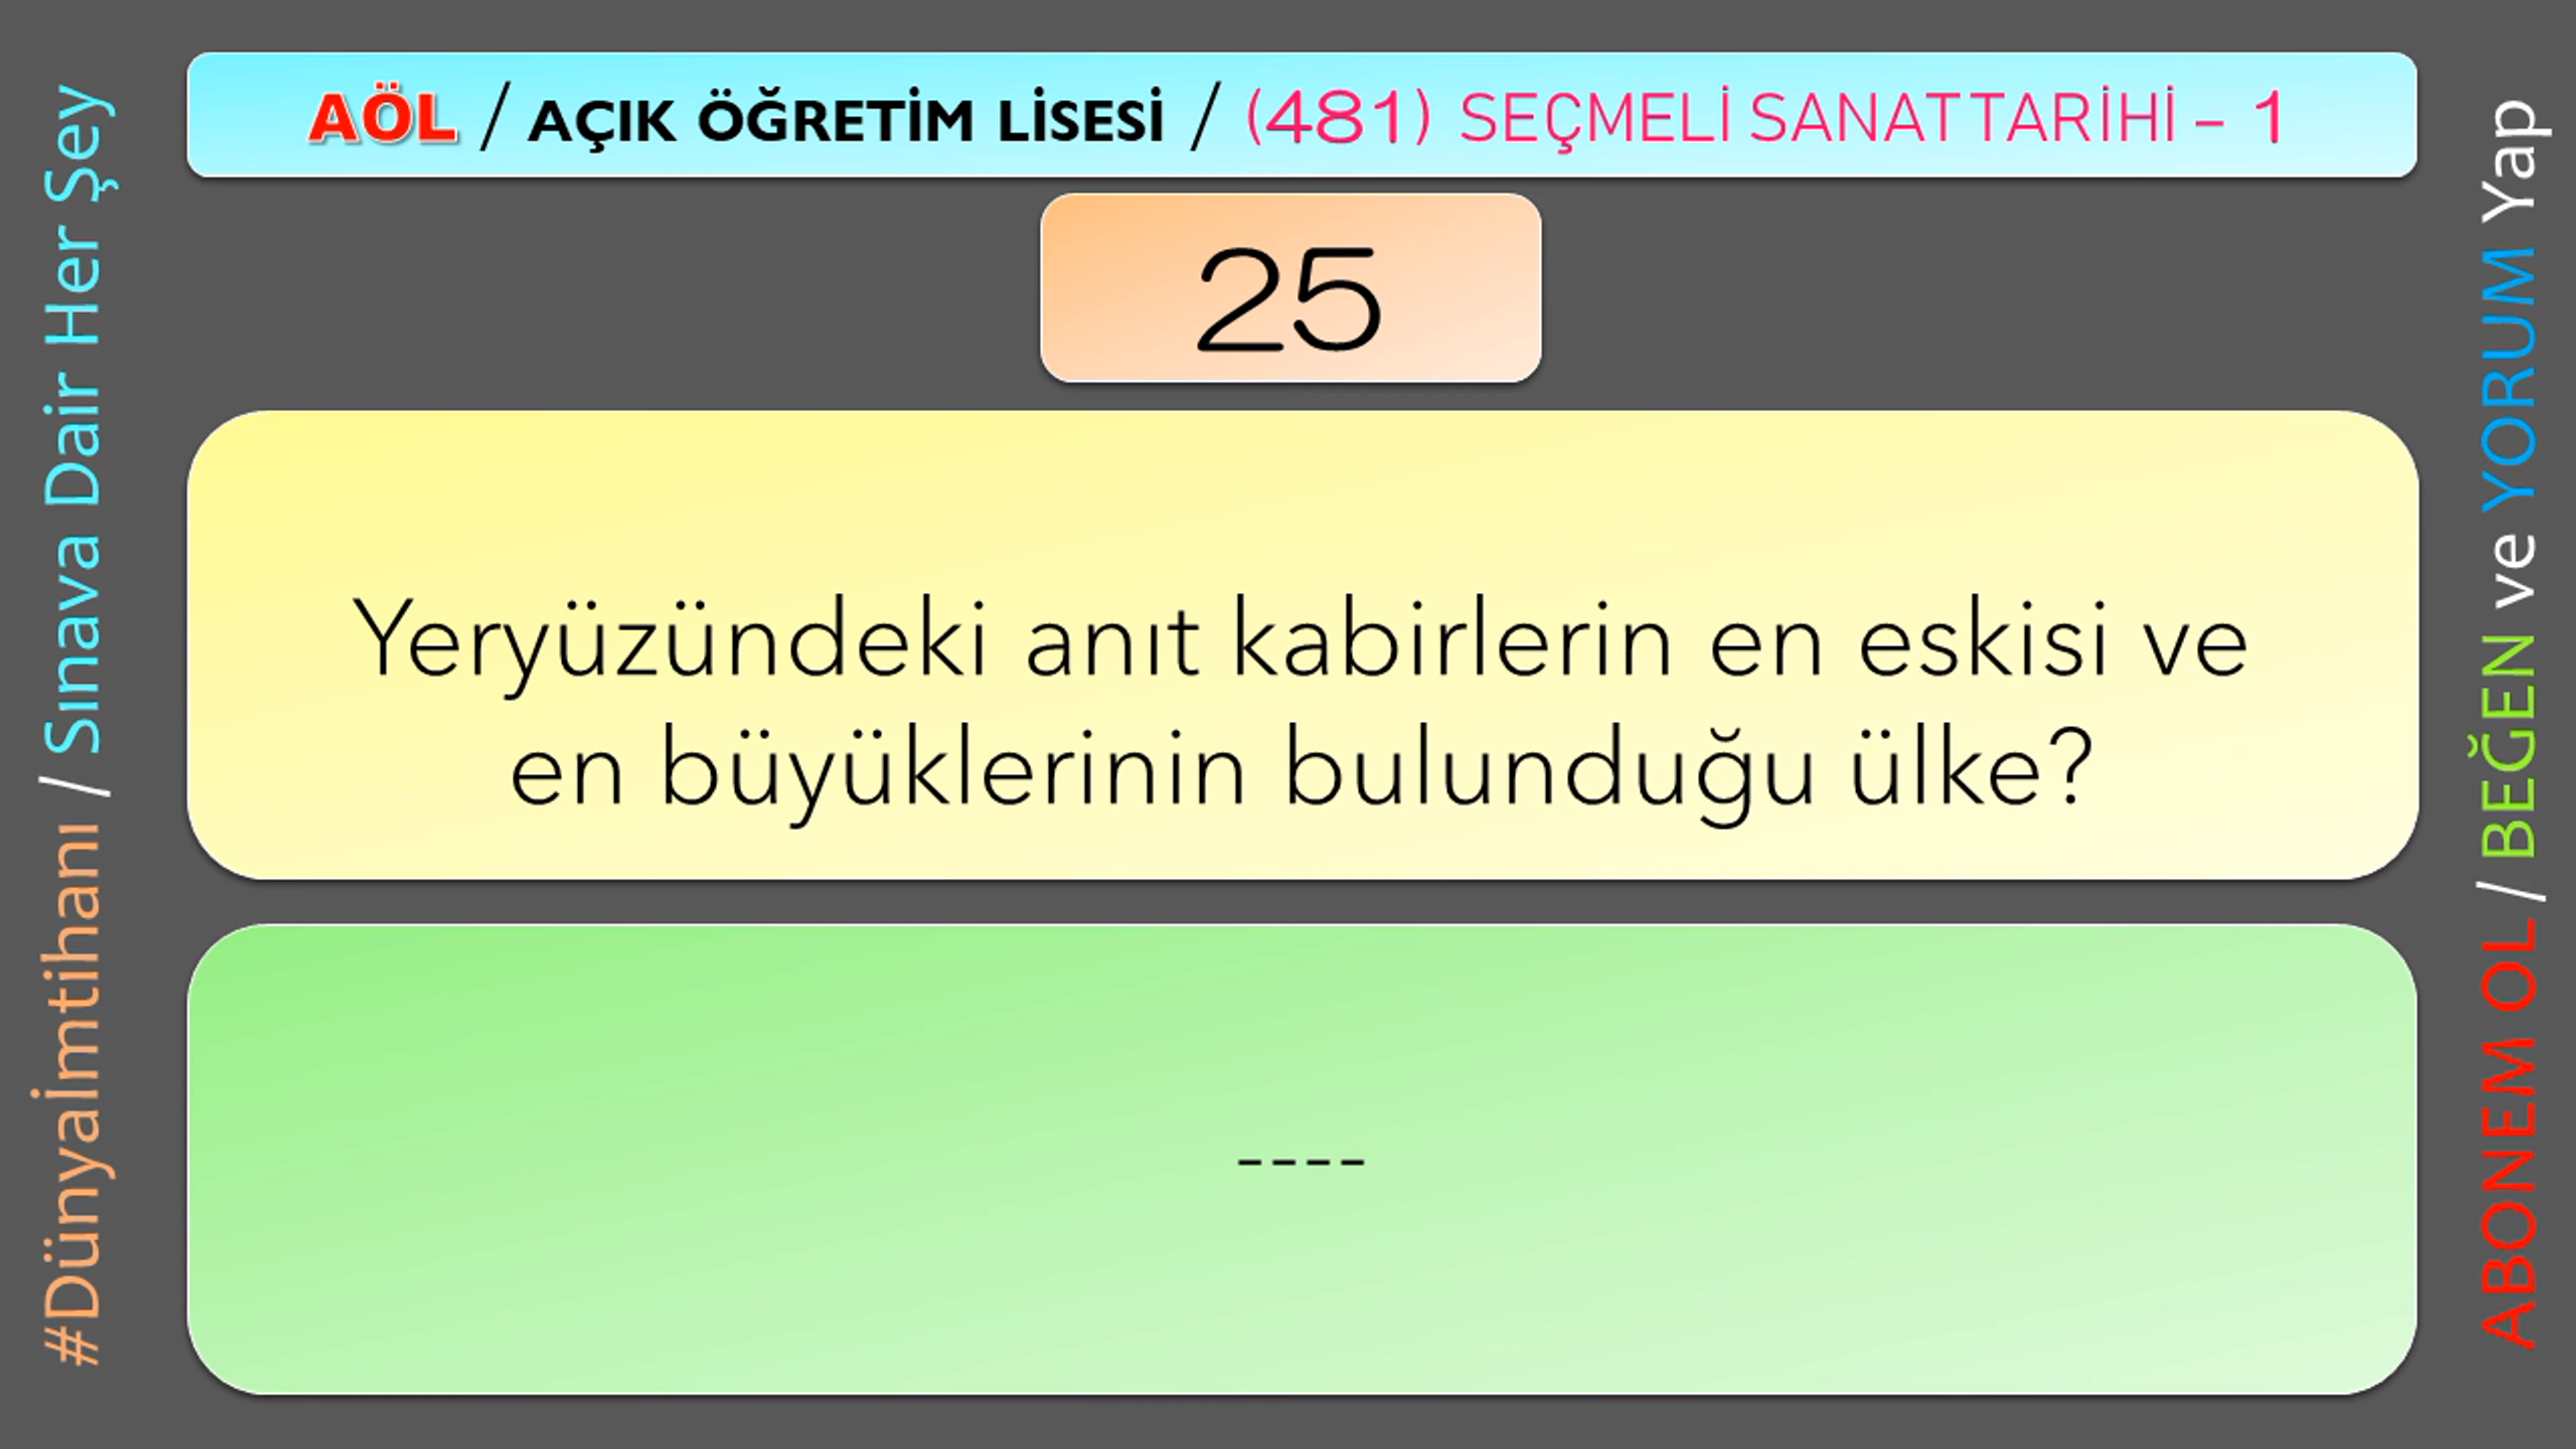 AÖL / AÇIK ÖĞRETİM LİSESİ / (481) SEÇMELİ SANAT TARİHİ – 1
25
Yeryüzündeki anıt kabirlerin en eskisi ve
en büyüklerinin bulunduğu ülke?
----
#Dünyaİmtihanı / Sınava Dair Her Şey
ABONEM OL / BEĞEN ve YORUM Yap